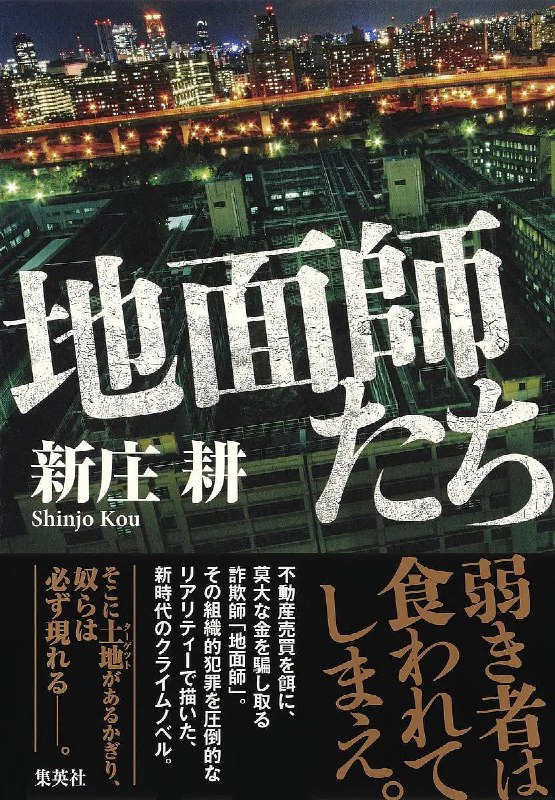 地面師
たち
新庄 耕
Shinjo Kou
弱き者は
食われて
しまえ。
不動産売買を餌に、
莫大な金を騙し取る
詐欺師「地面師」。
その組織的犯罪を圧倒的な
リアリティーで描いた、
新時代のクライムノベル。
ターゲット
そこに土地があるかぎり、
奴らは
必ず現れる——。
集英社